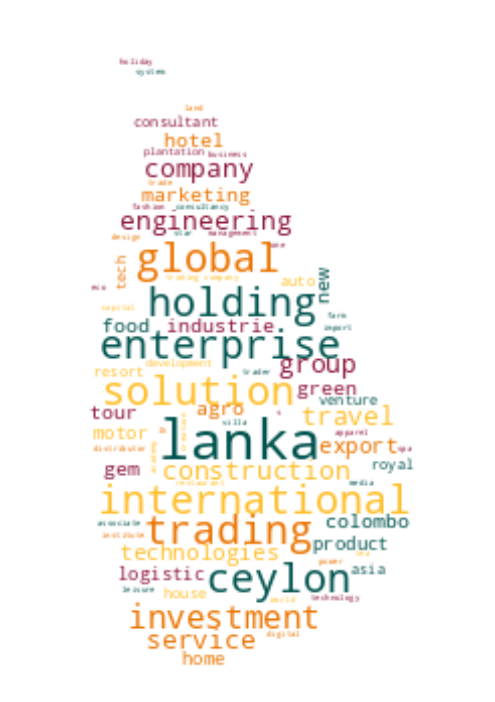 holiday
system
land
consultant
hotel
plantation business
company
trade
marketing
fashion consultancy
engineering
star management
design
global
tech
trading company
auto
new
eco
holding
capital
farm
food industrie
import
enterprise
development
group
resort
trader
solution
green
venture
tour
agro
travel
villa
motor
lanka
apparel
distributor
export
spa
gem
construction
royal
restaurant
media
international
associate
trading
colombo
institute
product
technologies
power
logistic
ceylon
asia
leisure
house
world
technology
investment
service
digital
home